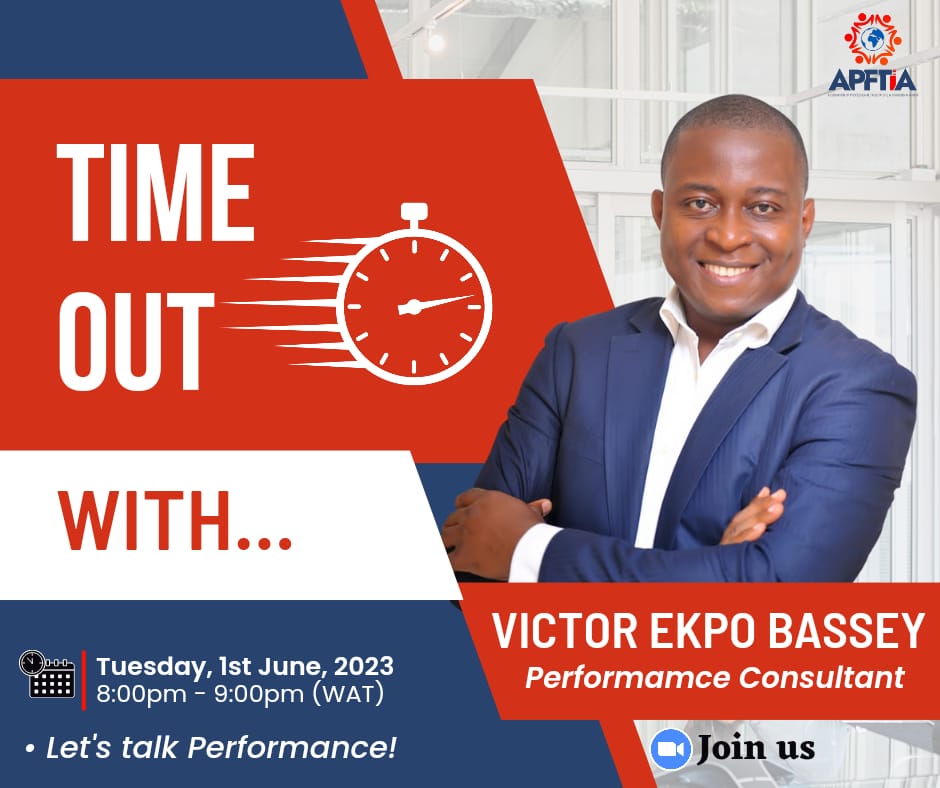 APFTiA
TIME
OUT
WITH...
VICTOR EKPO BASSEY
Performamce Consultant
Tuesday, 1st June, 2023
8:00pm - 9:00pm (WAT)
• Let's talk Performance!
Join us